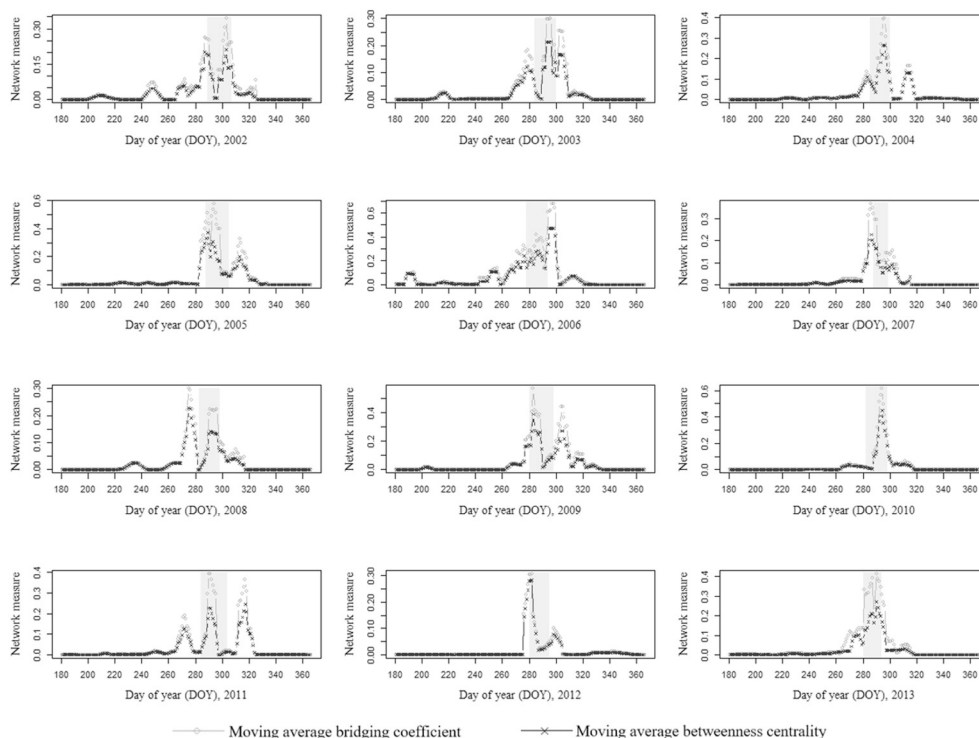 Network measure
0.00 0.15 0.30
180 200 220 240 260 280 300 320 340 360
Day of year (DOY), 2002
Network measure
0.00 0.15 0.30
180 200 220 240 260 280 300 320 340 360
Day of year (DOY), 2003
Network measure
0.0 0.1 0.2 0.3 0.4
180 200 220 240 260 280 300 320 340 360
Day of year (DOY), 2004
Network measure
0.0 0.2 0.4 0.6
180 200 220 240 260 280 300 320 340 360
Day of year (DOY), 2005
Network measure
0.0 0.2 0.4 0.6
180 200 220 240 260 280 300 320 340 360
Day of year (DOY), 2006
Network measure
0.0 0.1 0.2 0.3
180 200 220 240 260 280 300 320 340 360
Day of year (DOY), 2007
Network measure
0.00 0.10 0.20 0.30
180 200 220 240 260 280 300 320 340 360
Day of year (DOY), 2008
Network measure
0.0 0.2 0.4
180 200 220 240 260 280 300 320 340 360
Day of year (DOY), 2009
Network measure
0.0 0.2 0.4 0.6
180 200 220 240 260 280 300 320 340 360
Day of year (DOY), 2010
Network measure
0.0 0.1 0.2 0.3 0.4
180 200 220 240 260 280 300 320 340 360
Day of year (DOY), 2011
Network measure
0.00 0.15 0.30
180 200 220 240 260 280 300 320 340 360
Day of year (DOY), 2012
Network measure
0.0 0.1 0.2 0.3 0.4
180 200 220 240 260 280 300 320 340 360
Day of year (DOY), 2013
Moving average bridging coefficient
Moving average betweenness centrality